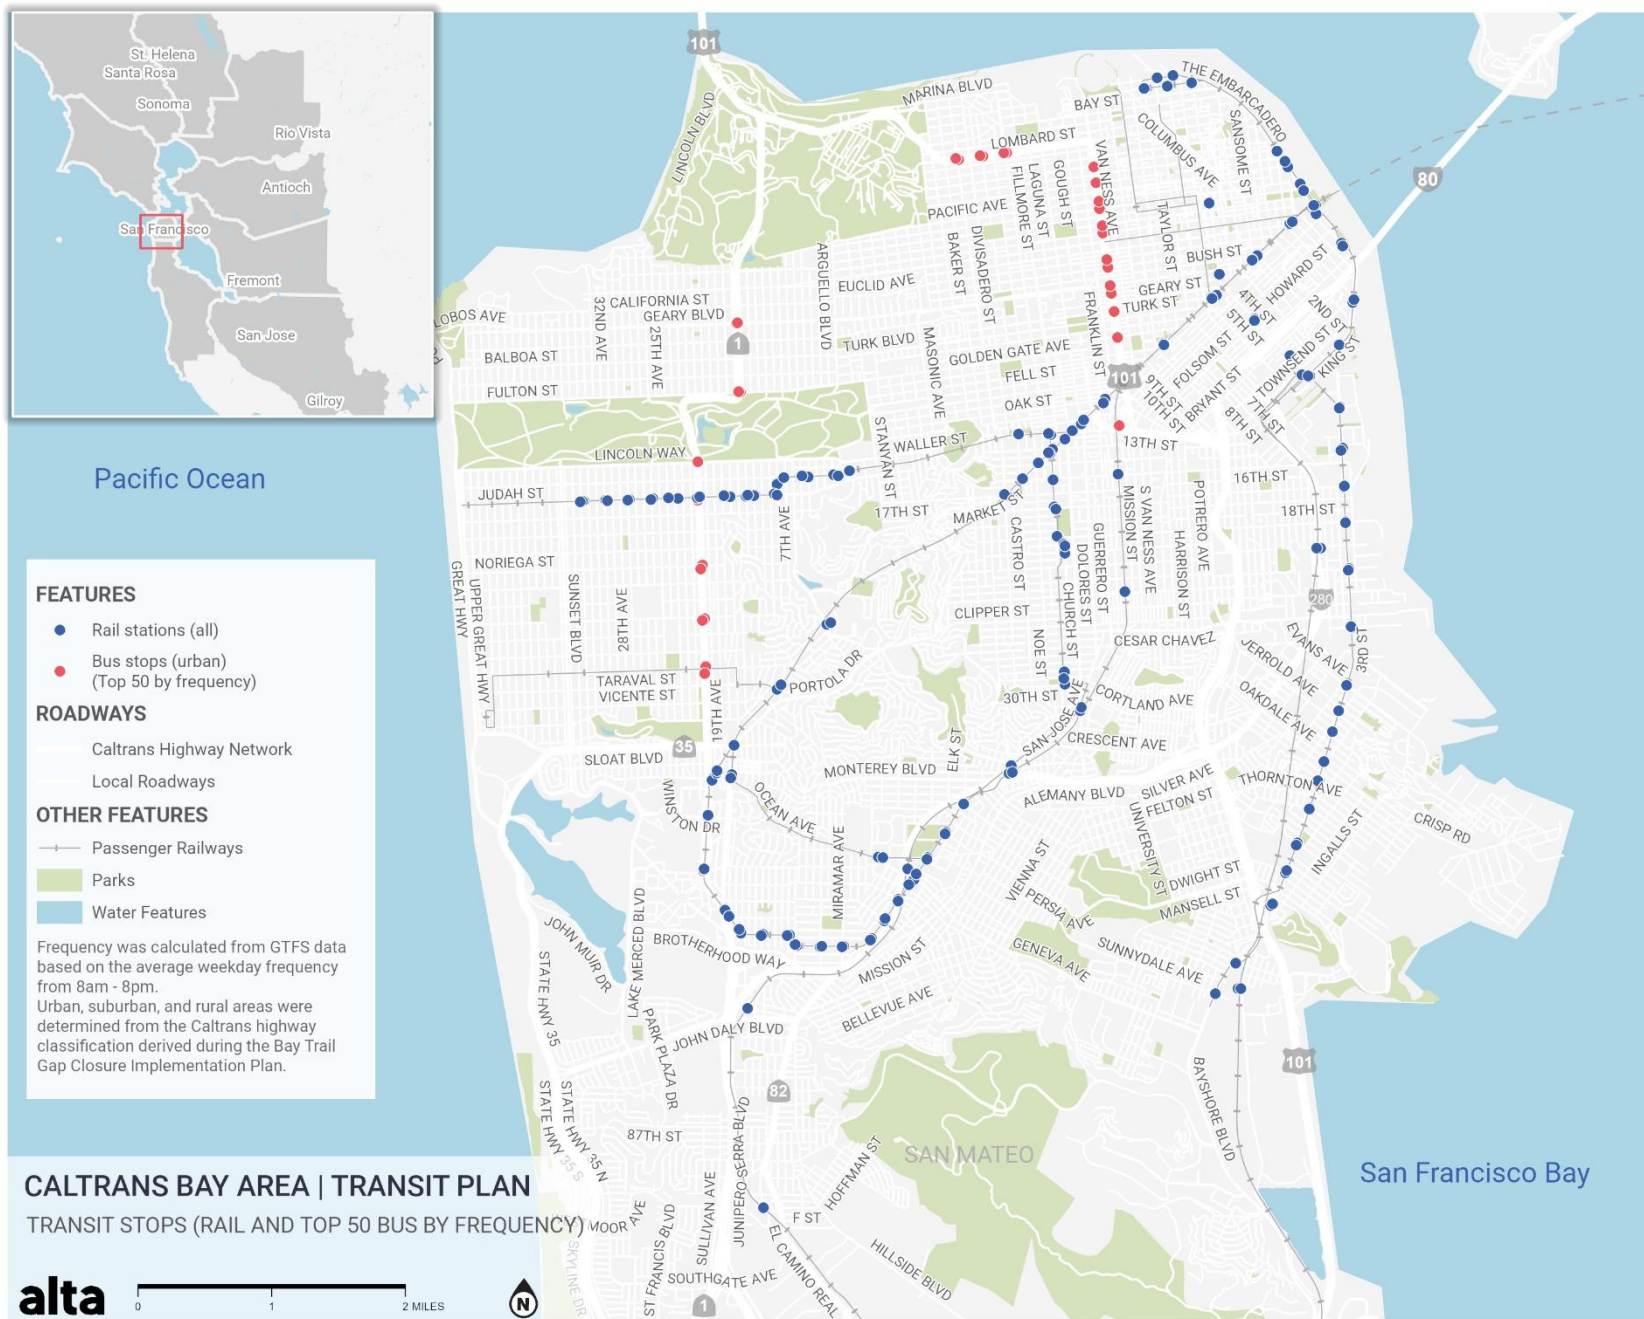 St. Helena
Santa Rosa
Sonoma
Rio Vista
Antioch
San Francisco
Fremont
San Jose
Gilroy
101
LINCOLN BLVD
MARINA BLVD
BAY ST
THE EMBARCADERO
LOMBARD ST
COLUMBUS AVE
SANSOME ST
VAN NESS AVE
GOUGH ST
LAGUNA ST
FILLMORE ST
80
PACIFIC AVE
TAYLOR ST
BUSH ST
DIVISADERO ST
BAKER ST
ARGUELLO BLVD
EUCLID AVE
GEARY ST
TURK ST
4TH ST
5TH ST
HOWARD ST
2ND ST
CALIFORNIA ST
GEARY BLVD
32ND AVE
25TH AVE
LOBOS AVE
1
FRANKLIN ST
TURK BLVD
MASONIC AVE
GOLDEN GATE AVE
BALBOA ST
FULTON ST
FELL ST
OAK ST
101
FOLSOM ST
TOWNSEND ST
KING ST
9TH ST
10TH ST
BRYANT ST
7TH ST
8TH ST
WALLER ST
STANYAN ST
13TH ST
LINCOLN WAY
Pacific Ocean
JUDAH ST
16TH ST
17TH ST
18TH ST
MARKET ST
7TH AVE
CASTRO ST
MISSION ST
S VAN NESS AVE
POTRERO AVE
HARRISON ST
GUERRERO ST
DOLORES ST
CHURCH ST
NORIEGA ST
GREAT HWY
UPPER GREAT HWY
SUNSET BLVD
28TH AVE
280
CLIPPER ST
NOE ST
CESAR CHAVEZ
EVANS AVE
JERROLD AVE
3RD ST
FEATURES
Rail stations (all)
Bus stops (urban)
(Top 50 by frequency)
ROADWAYS
Caltrans Highway Network
Local Roadways
OTHER FEATURES
Passenger Railways
Parks
Water Features
Frequency was calculated from GTFS data
based on the average weekday frequency
from 8am - 8pm.
Urban, suburban, and rural areas were
determined from the Caltrans highway
classification derived during the Bay Trail
Gap Closure Implementation Plan.
TARAVAL ST
VICENTE ST
PORTOLA DR
19TH AVE
30TH ST
CORTLAND AVE
OAKDALE AVE
SAN JOSE AVE
CRESCENT AVE
35
SLOAT BLVD
MONTEREY BLVD
ELK ST
ALEMANY BLVD
SILVER AVE
FELTON ST
THORNTON AVE
WINSTON DR
OCEAN AVE
MIRAMAR AVE
UNIVERSITY ST
INGALLS ST
CRISP RD
VIENNA ST
PERSIA AVE
DWIGHT ST
MANSELL ST
LAKE MERCED BLVD
JOHN MUIR DR
BROTHERHOOD WAY
MISSION ST
GENEVA AVE
SUNNYDALE AVE
STATE HWY 35
BELLEVUE AVE
PARK PLAZA DR
JOHN DALY BLVD
82
101
BAYSHORE BLVD
STATE HWY 35 S
STATE HWY 35 N
87TH ST
JUNIPERO SERRA BLVD
HOFFMAN ST
SAN MATEO
San Francisco Bay
CALTRANS BAY AREA | TRANSIT PLAN
TRANSIT STOPS (RAIL AND TOP 50 BUS BY FREQUENCY)
MOOR AVE
SKYLINE DR
ST FRANCIS BLVD
SULLIVAN AVE
SOUTHGATE AVE
F ST
EL CAMINO REAL
HILLSIDE BLVD
1
alta
0
1
2 MILES
N